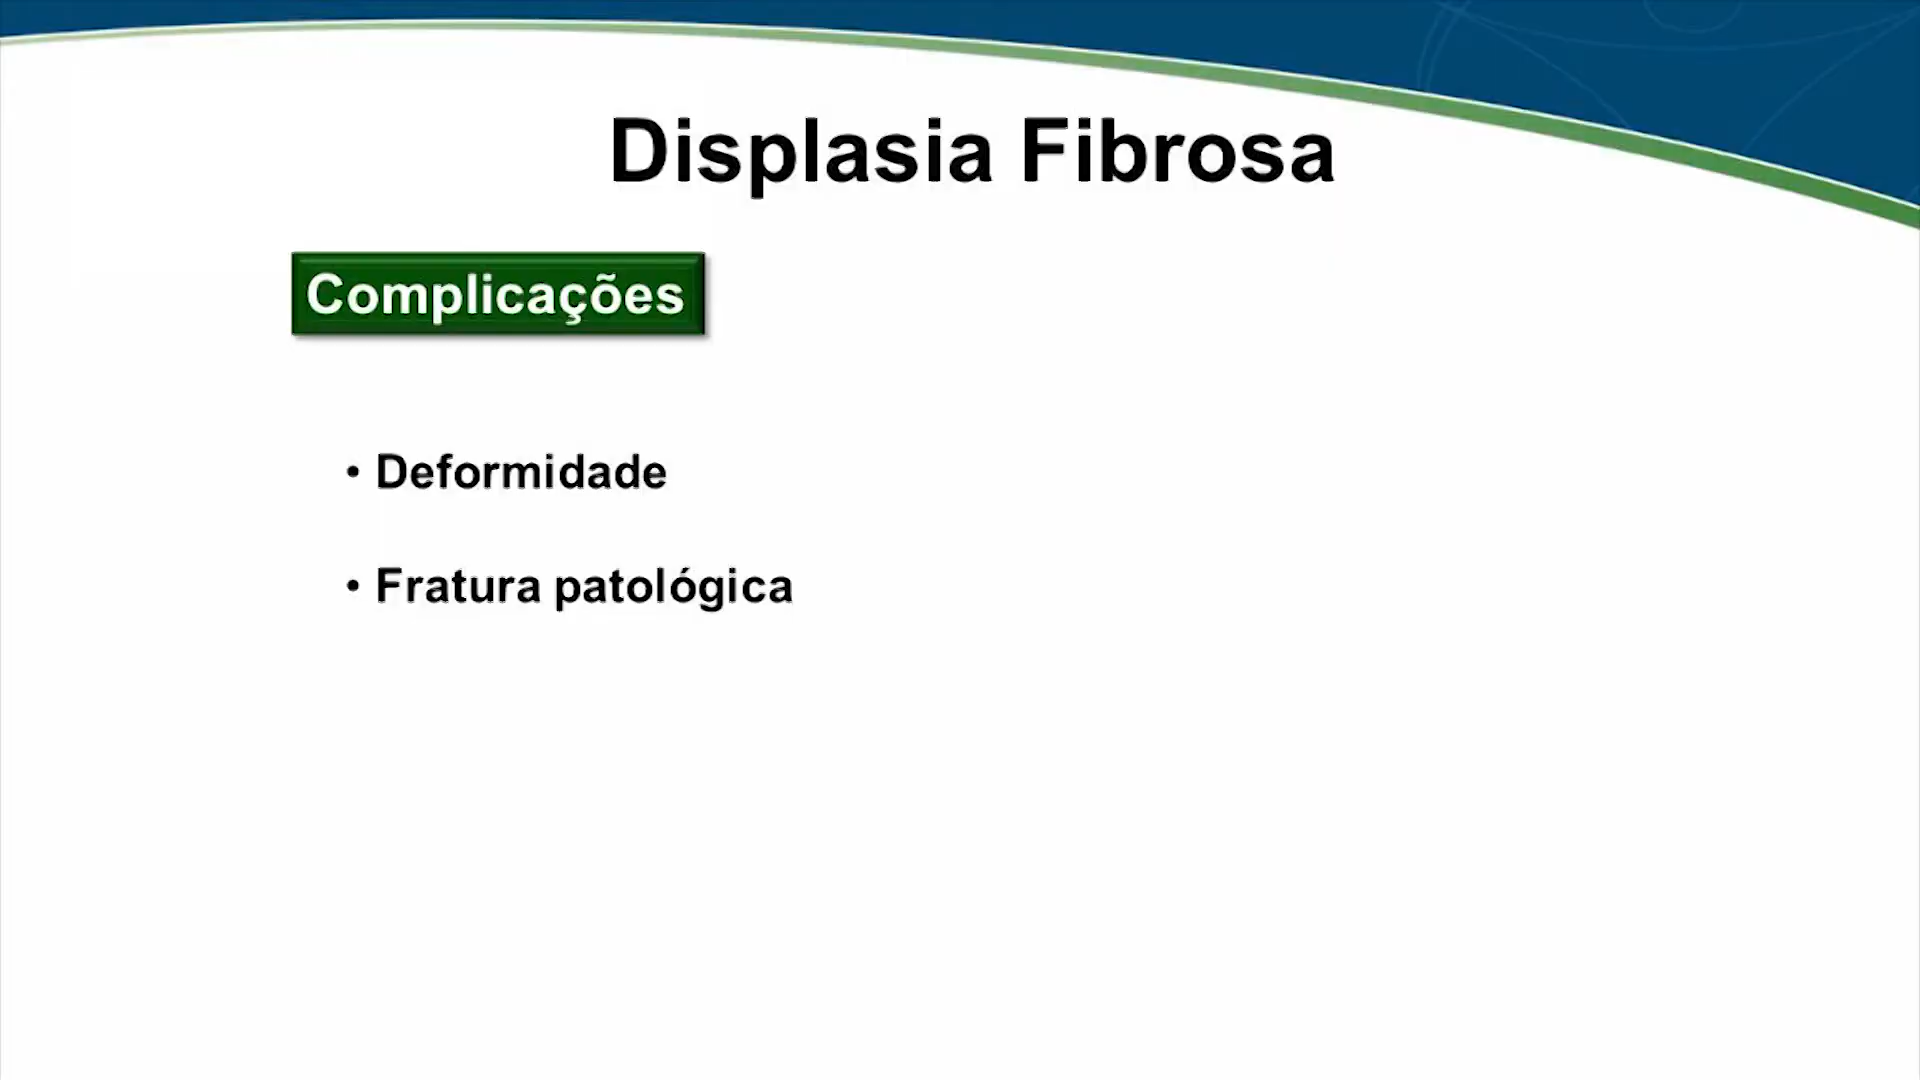 Displasia Fibrosa
Complicações
• Deformidade
• Fratura patológica